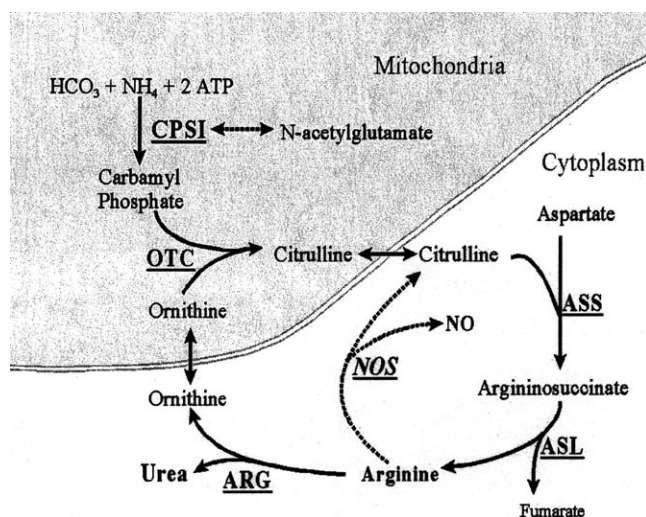 Mitochondria
HCO₃ + NH₄ + 2 ATP
CPSI
N-acetylglutamate
Cytoplasm
Carbamyl
Phosphate
Aspartate
OTC
Citrulline
Citrulline
ASS
Ornithine
NO
NOS
Argininosuccinate
Ornithine
ASL
Urea
ARG
Arginine
Fumarate